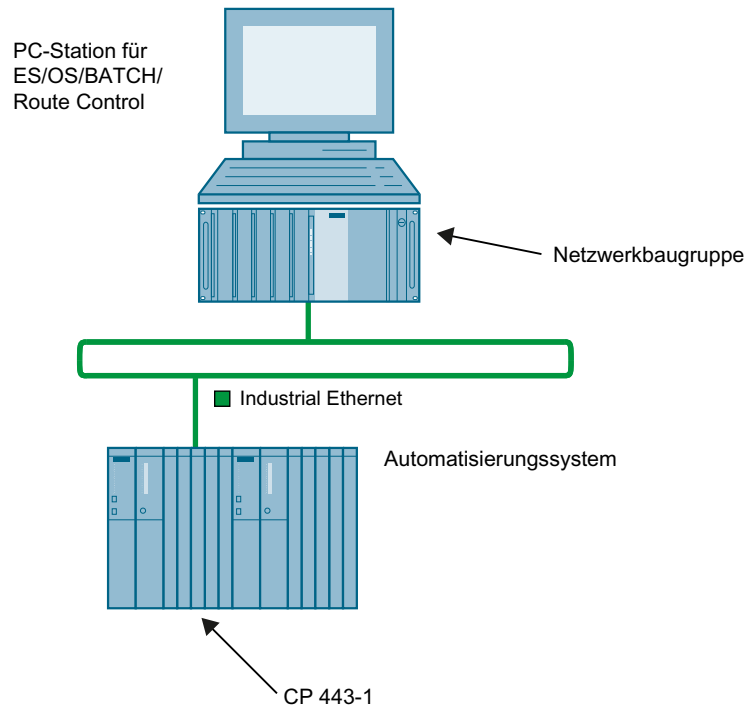 PC-Station für
ES/OS/BATCH/
Route Control
Netzwerkbaugruppe
Industrial Ethernet
Automatisierungssystem
CP 443-1